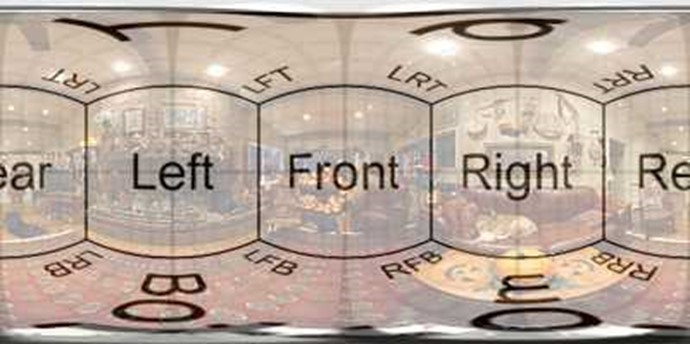 LRT LFT LRT RRT
ear Left Front Right Re
LRB LFB RFB RRB